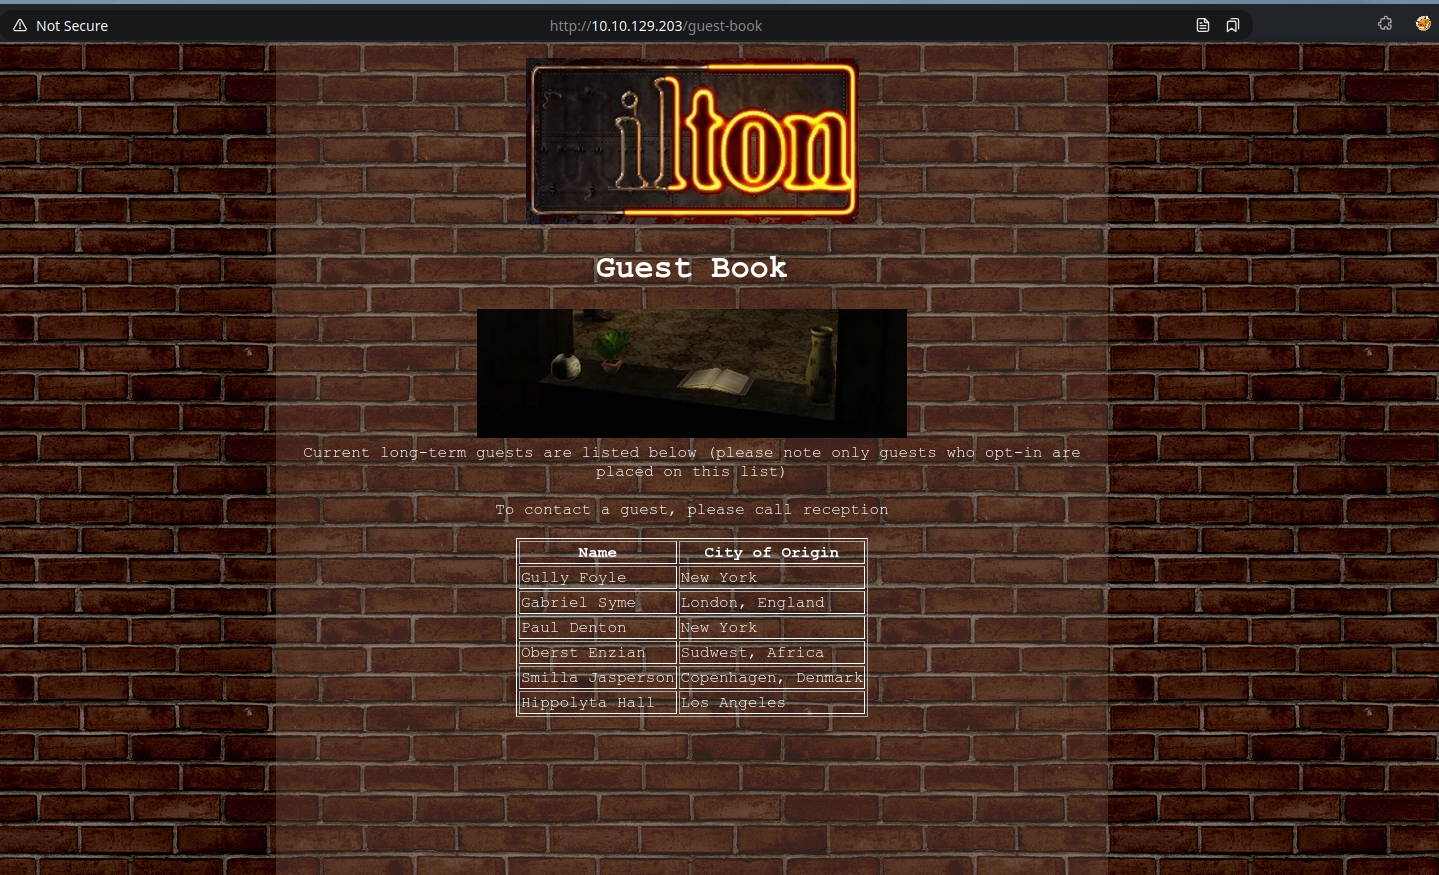 Not Secure
http://10.10.129.203/guest-book
ilton
Guest Book
Current long-term guests are listed below (please note only guests who opt-in are
placed on this list)
To contact a guest, please call reception
Name City of Origin
Gully Foyle New York
Gabriel Syme London, England
Paul Denton New York
Oberst Enzian Sudwest, Africa
Smilla Jasperson Copenhagen, Denmark
Hippolyta Hall Los Angeles